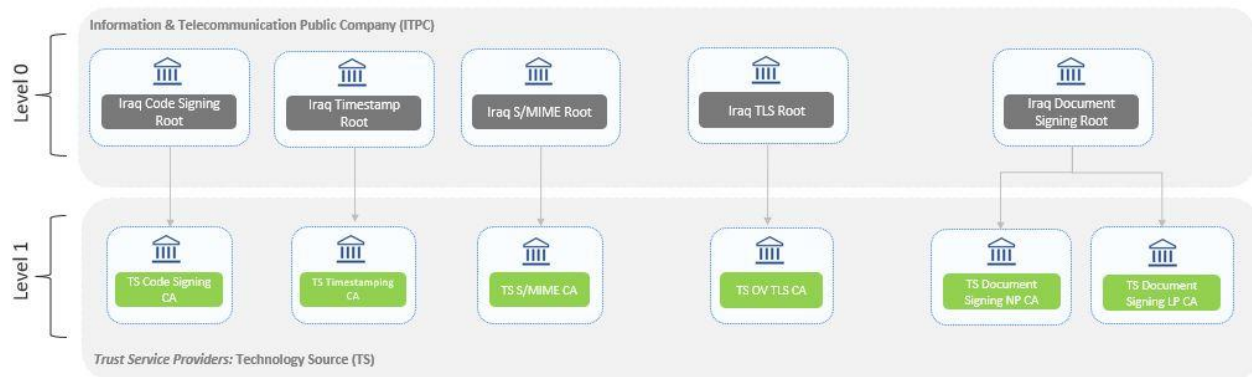 Information & Telecommunication Public Company (ITPC)
Level 0
Iraq Code Signing
Root
Iraq Timestamp
Root
Iraq S/MIME Root
Iraq TLS Root
Iraq Document
Signing Root
Level 1
TS Code Signing
CA
TS Timestamping
CA
TS S/MIME CA
TS OV TLS CA
TS Document
Signing NP CA
TS Document
Signing LP CA
Trust Service Providers: Technology Source (TS)